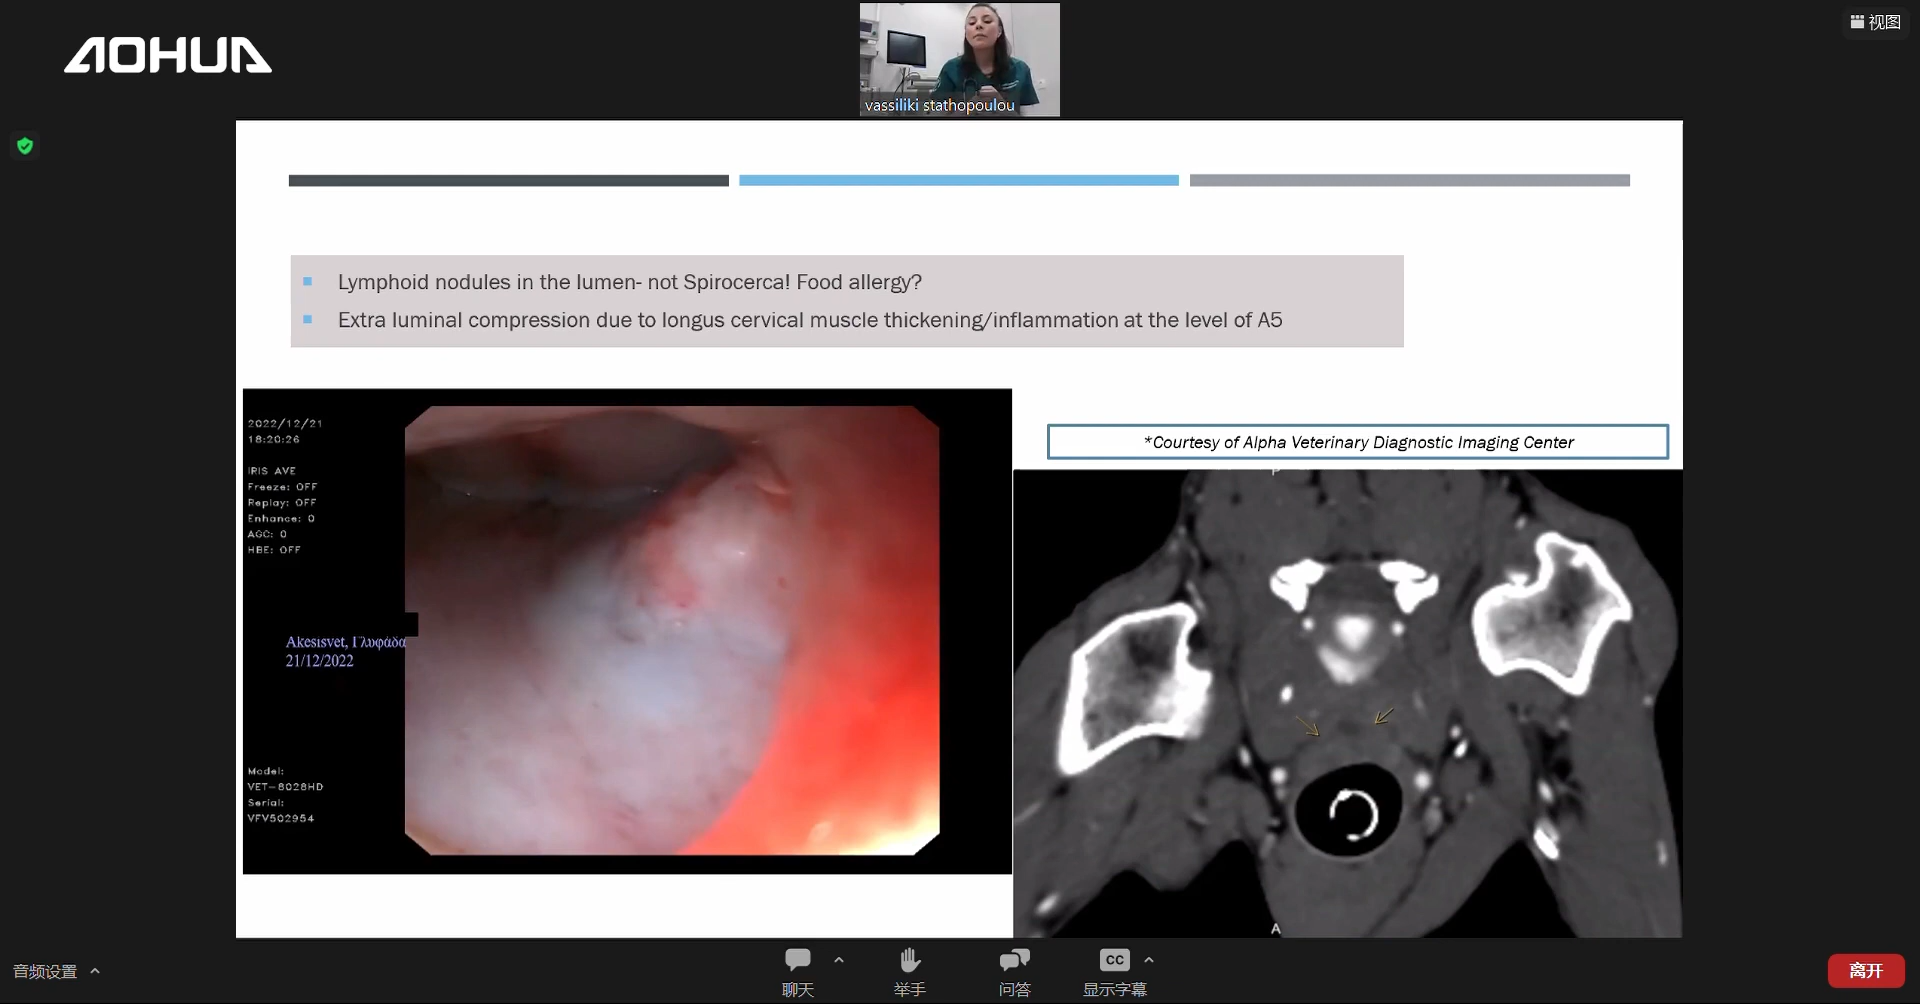 AOHUA
视图
vassiliki stathopoulou
Lymphoid nodules in the lumen- not Spirocerca! Food allergy?
Extra luminal compression due to longus cervical muscle thickening/inflammation at the level of A5
2022/12/21
18:20:26
IRIS AVE
Freeze: OFF
Replay: OFF
Enhance: 0
AGC: 0
HBE: OFF
Akesisvet, Γλυφάδα
21/12/2022
Model:
VET-8028HD
Serial:
VFV502954
*Courtesy of Alpha Veterinary Diagnostic Imaging Center
A
音频设置
聊天
举手
问答
CC
显示字幕
离开